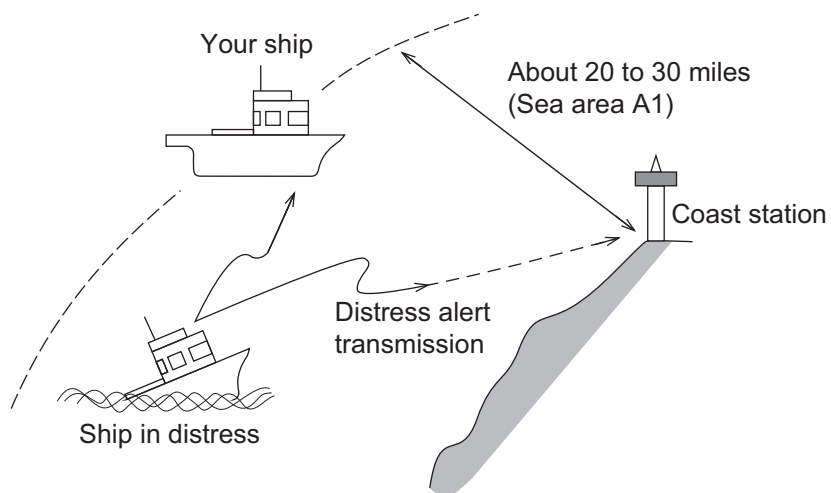 Your ship
About 20 to 30 miles
(Sea area A1)
Coast station
Distress alert
transmission
Ship in distress